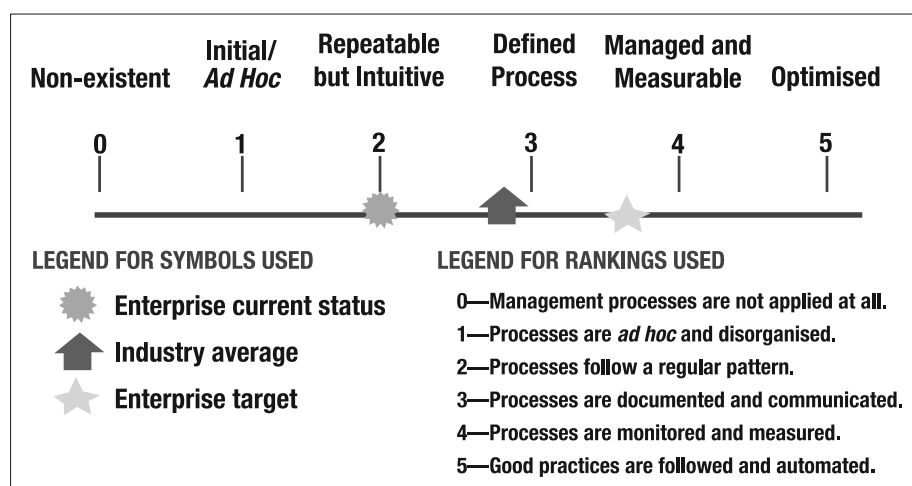 Non-existent
Initial/
Ad Hoc
Repeatable
but Intuitive
Defined
Process
Managed and
Measurable
Optimised
0 1 2 3 4 5
LEGEND FOR SYMBOLS USED
Enterprise current status
Industry average
Enterprise target
LEGEND FOR RANKINGS USED
0—Management processes are not applied at all.
1—Processes are ad hoc and disorganised.
2—Processes follow a regular pattern.
3—Processes are documented and communicated.
4—Processes are monitored and measured.
5—Good practices are followed and automated.